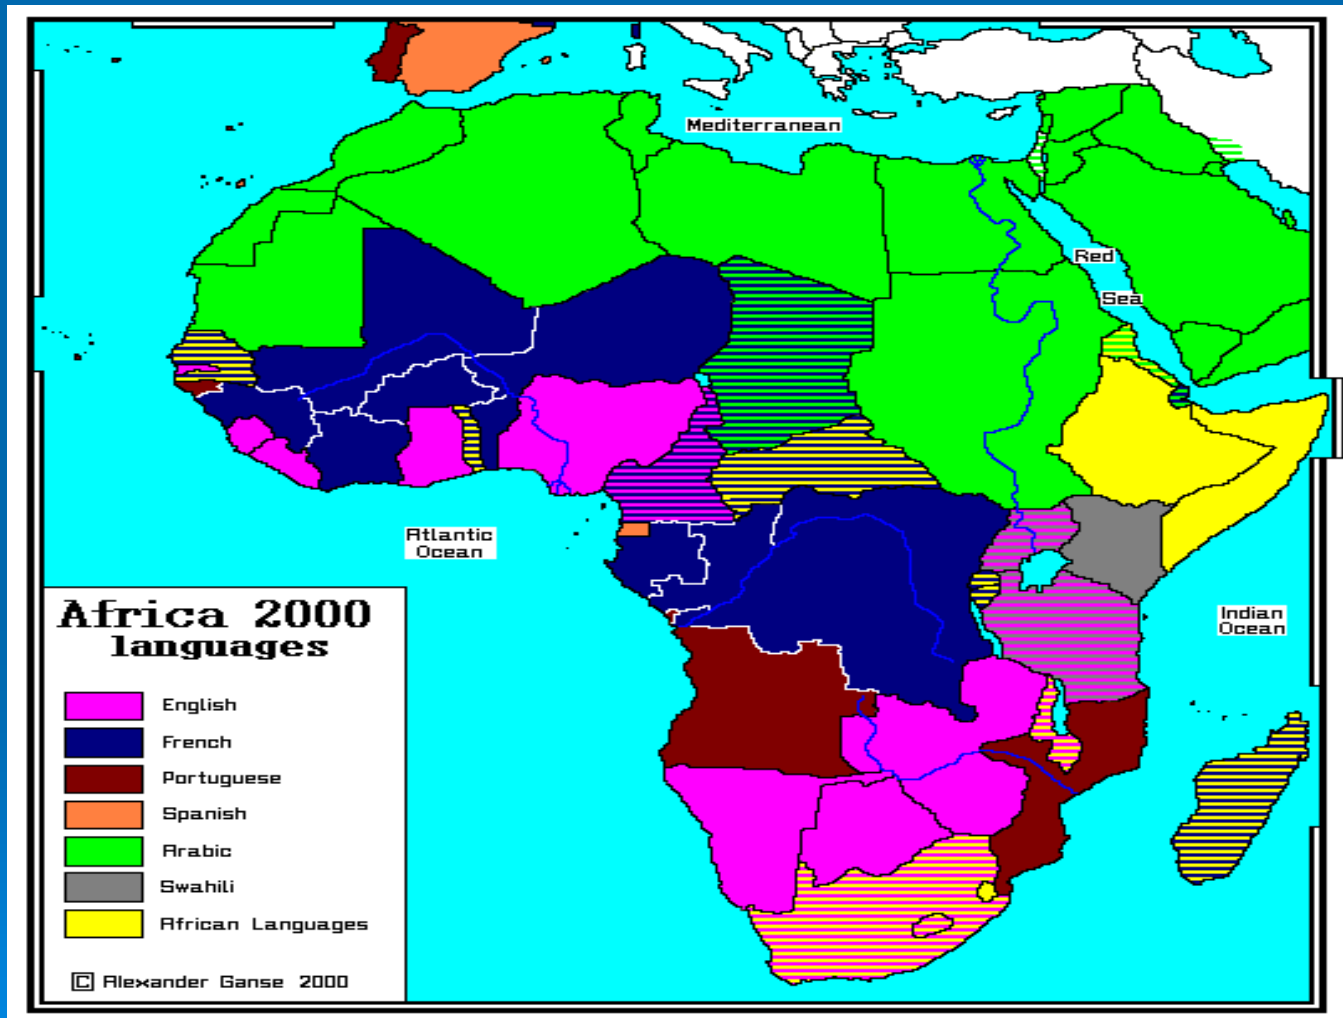 Mediterranean
Red
Sea
Atlantic
Ocean
Indian
Ocean
Africa 2000
languages
English
French
Portuguese
Spanish
Arabic
Swahili
African Languages
C Alexander Ganse 2000